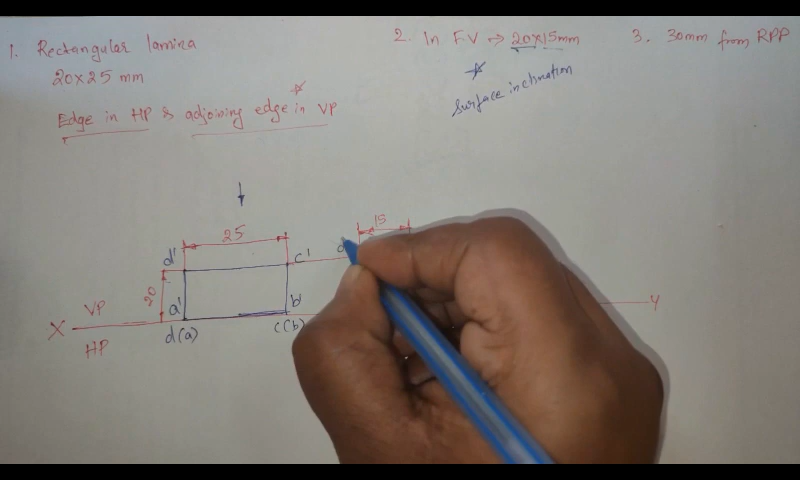 1. Rectangular lamina
20x25 mm
Edge in HP & adjoining edge in VP
2. In FV → 20x15mm
Surface inclination
3. 30mm from RPP
25
15
d'
c'
d
20
a'
b'
X
VP
HP
d(a)
c(b)
Y